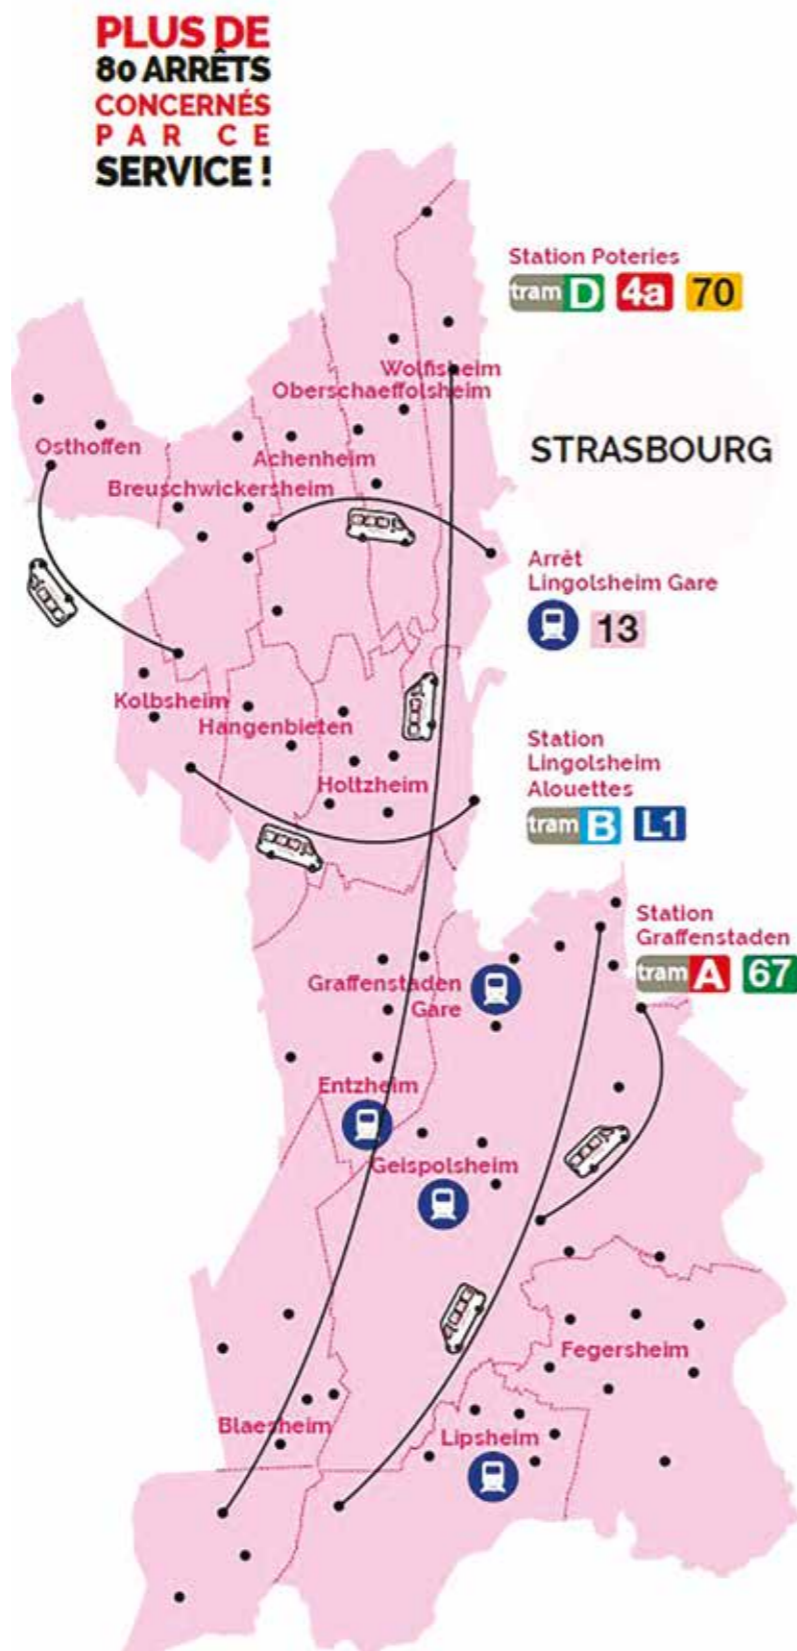 PLUS DE
80 ARRÊTS
CONCERNÉS
PAR CE
SERVICE !
Station Poteries
tram D 4a 70
Wolfisheim
Oberschaeffolsheim
Osthoffen
Achenheim
STRASBOURG
Breuschwickersheim
Arrêt
Lingolsheim Gare
13
Kolbsheim
Hangenbieten
Holtzheim
Station
Lingolsheim
Alouettes
tram B L1
Station
Graffenstaden
tram A 67
Graffenstaden
Gare
Entzheim
Geispolsheim
Fegersheim
Blaesheim
Lipsheim